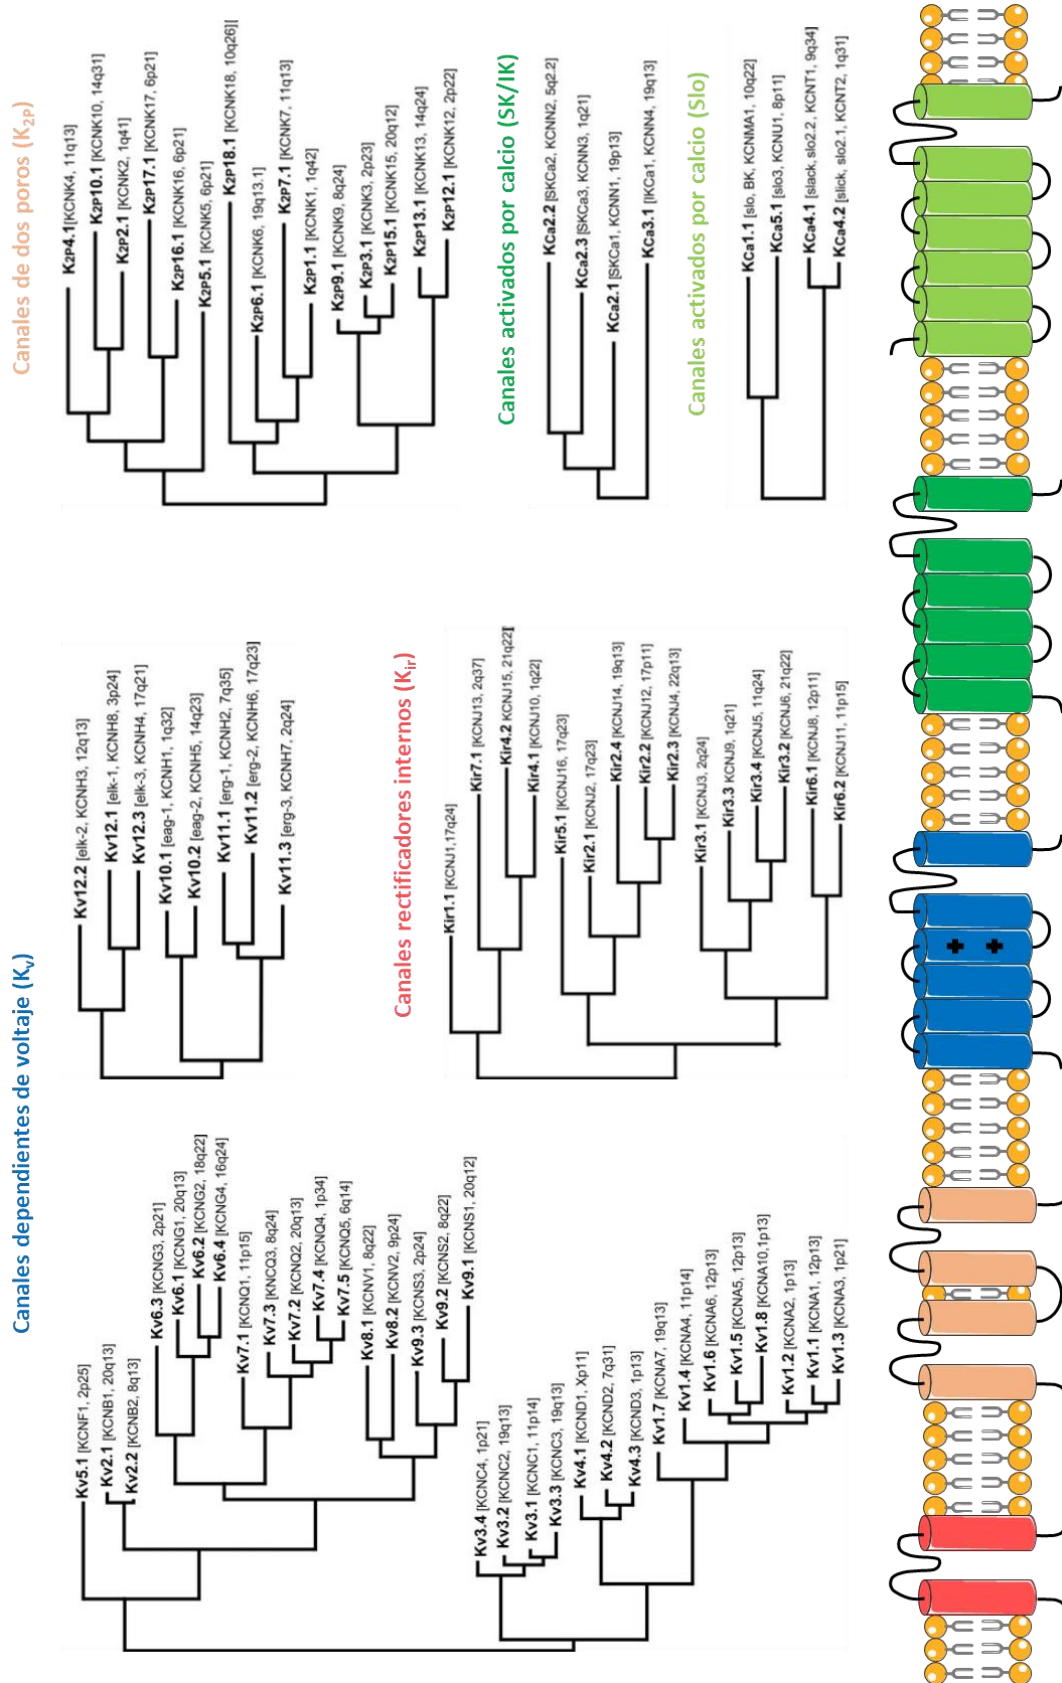 Canales dependientes de voltaje (Kv)
Kv5.1 [KCNF1, 2p25]
Kv2.1 [KCNB1, 20q13]
Kv2.2 [KCNB2, 8q13]
Kv6.3 [KCNG3, 2p21]
Kv6.1 [KCNG1, 20q13]
Kv6.2 [KCNG2, 18q22]
Kv6.4 [KCNG4, 16q24]
Kv7.1 [KCNQ1, 11p15]
Kv7.3 [KNCQ3, 8q24]
Kv7.2 [KCNQ2, 20q13]
Kv7.4 [KCNQ4, 1p34]
Kv7.5 [KCNQ5, 6q14]
Kv8.1 [KCNV1, 8q22]
Kv8.2 [KCNV2, 9p24]
Kv9.3 [KCNS3, 2p24]
Kv9.2 [KCNS2, 8q22]
Kv9.1 [KCNS1, 20q12]
Kv3.4 [KCNC4, 1p21]
Kv3.2 [KCNC2, 19q13]
Kv3.1 [KCNC1, 11p14]
Kv3.3 [KCNC3, 19q13]
Kv4.1 [KCND1, Xp11]
Kv4.2 [KCND2, 7q31]
Kv4.3 [KCND3, 1p13]
Kv1.7 [KCNA7, 19q13]
Kv1.4 [KCNA4, 11p14]
Kv1.6 [KCNA6, 12p13]
Kv1.5 [KCNA5, 12p13]
Kv1.8 [KCNA10,1p13]
Kv1.2 [KCNA2, 1p13]
Kv1.1 [KCNA1, 12p13]
Kv1.3 [KCNA3, 1p21]
Kv12.2 [elk-2, KCNH3, 12q13]
Kv12.1 [elk-1, KCNH8, 3p24]
Kv12.3 [elk-3, KCNH4, 17q21]
Kv10.1 [eag-1, KCNH1, 1q32]
Kv10.2 [eag-2, KCNH5, 14q23]
Kv11.1 [erg-1, KCNH2, 7q35]
Kv11.2 [erg-2, KCNH6, 17q23]
Kv11.3 [erg-3, KCNH7, 2q24]
Canales rectificadores internos (Kir)
Kir1.1 [KCNJ1,17q24]
Kir7.1 [KCNJ13, 2q37]
Kir4.2 KCNJ15, 21q22]
Kir4.1 [KCNJ10, 1q22]
Kir5.1 [KCNJ16, 17q23]
Kir2.1 [KCNJ2, 17q23]
Kir2.4 [KCNJ14, 19q13]
Kir2.2 [KCNJ12, 17p11]
Kir2.3 [KCNJ4, 22q13]
Kir3.1 [KCNJ3, 2q24]
Kir3.3 KCNJ9, 1q21]
Kir3.4 [KCNJ5, 11q24]
Kir3.2 [KCNJ6, 21q22]
Kir6.1 [KCNJ8, 12p11]
Kir6.2 [KCNJ11, 11p15]
Canales de dos poros (K2P)
K2P4.1 [KCNK4, 11q13]
K2P10.1 [KCNK10, 14q31]
K2P2.1 [KCNK2, 1q41]
K2P17.1 [KCNK17, 6p21]
K2P16.1 [KCNK16, 6p21]
K2P5.1 [KCNK5, 6p21]
K2P18.1 [KCNK18, 10q26][
K2P6.1 [KCNK6, 19q13.1]
K2P7.1 [KCNK7, 11q13]
K2P1.1 [KCNK1, 1q42]
K2P9.1 [KCNK9, 8q24]
K2P3.1 [KCNK3, 2p23]
K2P15.1 [KCNK15, 20q12]
K2P13.1 [KCNK13, 14q24]
K2P12.1 [KCNK12, 2p22]
Canales activados por calcio (SK/IK)
KCa2.2 [SKCa2, KCNN2, 5q2.2]
KCa2.3 [SKCa3, KCNN3, 1q21]
KCa2.1 [SKCa1, KCNN1, 19p13]
KCa3.1 [IKCa1, KCNN4, 19q13]
Canales activados por calcio (Slo)
KCa1.1 [slo, BK, KCNMA1, 10q22]
KCa5.1 [slo3, KCNU1, 8p11]
KCa4.1 [slack, slo2.2, KCNT1, 9q34]
KCa4.2 [slick, slo2.1, KCNT2, 1q31]